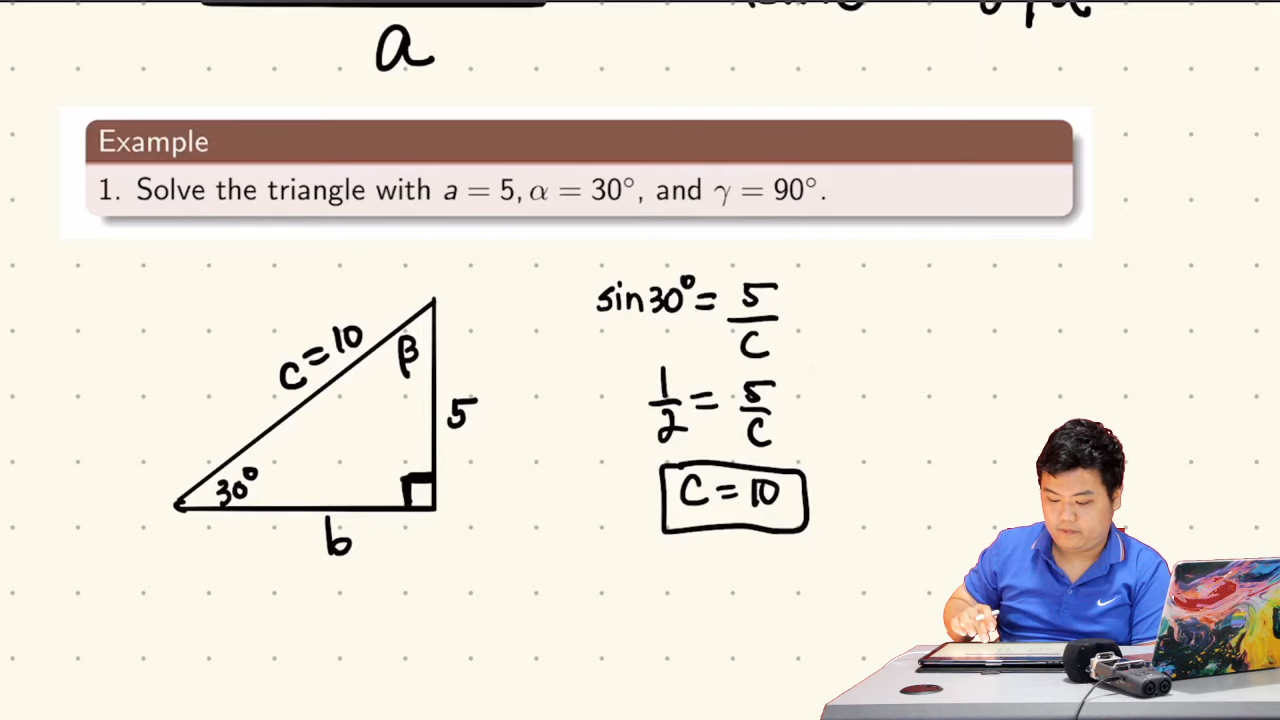 a
Example
1. Solve the triangle with a = 5, α = 30°, and γ = 90°.
sin30° = 5/C
C = 10
β
1/2 = 5/C
5
30°
C = 10
b